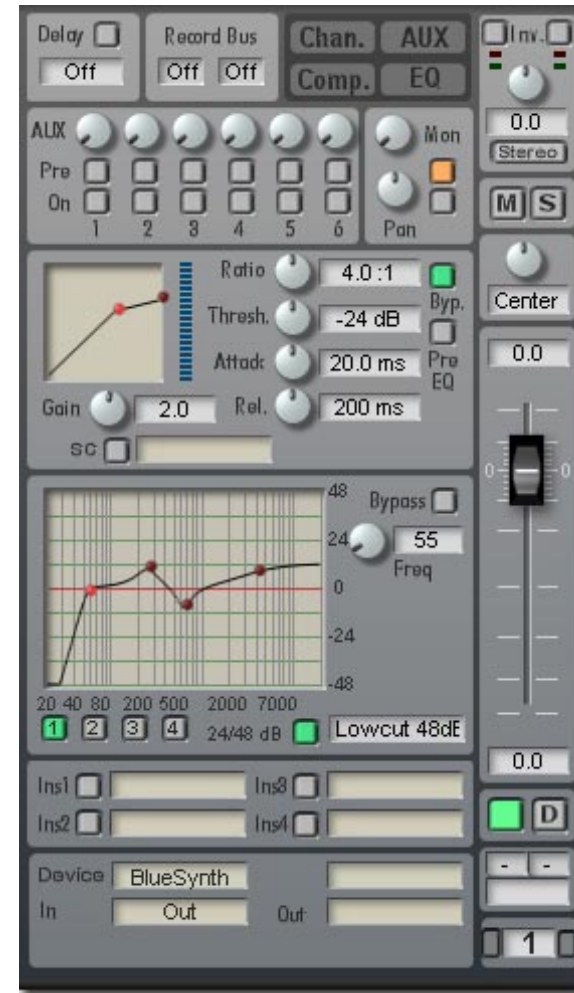 Delay Record Bus Chan. AUX Inv.
Off Off Off Comp. EQ
0.0
Stereo
AUX Mon
Pre
On
1 2 3 4 5 6 Pan
M S
Ratio 4.0 :1
Byp.
Center
Thresh. -24 dB
Attack 20.0 ms Pre
EQ
0.0
Gain 2.0 Rel. 200 ms
SC
0 0
48 Bypass
24 55
Freq
0
-24
-48
20 40 80 200 500 2000 7000
1 2 3 4 24/48 dB Lowcut 48dE
0.0
Ins1 Ins3
Ins2 Ins4
D
Device BlueSynth
- -
In Out Out
1